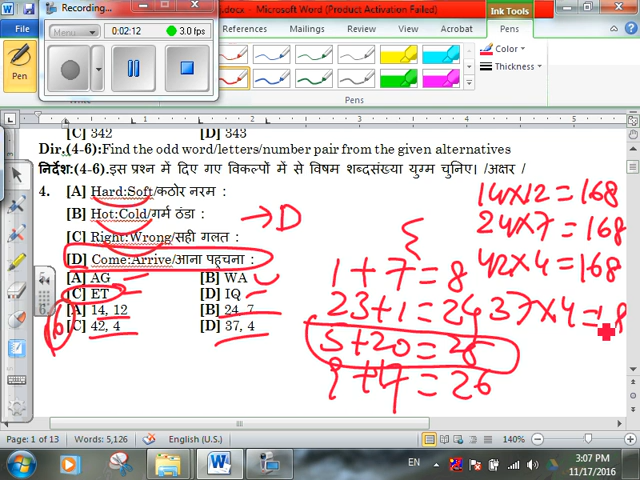 Recording...
s.docx - Microsoft Word (Product Activation Failed)
Ink Tools
Menu
02:12
3.0 fps
File
References
Mailings
Review
View
Pens
Pen
Pens
Color
Thickness
[C] 342 [D] 343
Dir.(4-6):Find the odd word/letters/number pair from the given alternatives
निर्देश:(4-6).इस प्रश्न में दिए गए विकल्पों में से विषम शब्दसंख्या युग्म चुनिए। /अक्षर /
4. [A] Hard:Soft/कठोर नरम :
[B] Hot:Cold/गर्म ठंडा :
[C] Right:Wrong/सही गलत :
[D] Come:Arrive/आना पहुचना :
[A] AG [B] WA
[C] ET [D] IQ
[A] 14, 12 [B] 24, 7
[C] 42, 4 [D] 37, 4
→ D
1 + 7 = 8
23 + 1 = 24
5 + 20 = 25
9 + 17 = 26
14 × 12 = 168
24 × 7 = 168
42 × 4 = 168
37 × 4 =
Page: 1 of 13
Words: 5,126
English (U.S.)
140%
EN
3:07 PM
11/17/2016